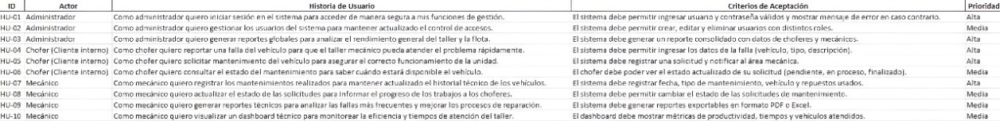 ID Actor Historia de Usuario Criterios de Aceptación Prioridad
HU-01 Administrador Como administrador quiero iniciar sesión en el sistema para acceder de manera segura a mis funciones de gestión. El sistema debe permitir ingresar usuario y contraseña válidos y mostrar mensaje de error en caso contrario. Alta
HU-02 Administrador Como administrador quiero gestionar los usuarios del sistema para mantener actualizado el control de accesos. El sistema debe permitir crear, editar y eliminar usuarios con distintos roles. Media
HU-03 Administrador Como administrador quiero generar reportes globales para analizar el rendimiento general del taller y la flota. El sistema debe generar un reporte consolidado con datos de choferes y mecánicos. Alta
HU-04 Chofer (Cliente interno) Como chofer quiero reportar una falla del vehículo para que el taller mecánico pueda atender el problema rápidamente. El sistema debe permitir ingresar los datos de la falla (vehículo, tipo, descripción). Alta
HU-05 Chofer (Cliente interno) Como chofer quiero solicitar mantenimiento del vehículo para asegurar el correcto funcionamiento de la unidad. El sistema debe registrar una solicitud y notificar al área mecánica. Alta
HU-06 Chofer (Cliente interno) Como chofer quiero consultar el estado del mantenimiento para saber cuándo estará disponible el vehículo. El chofer debe poder ver el estado actualizado de su solicitud (pendiente, en proceso, finalizado). Media
HU-07 Mecánico Como mecánico quiero registrar los mantenimientos realizados para mantener actualizado el historial técnico de los vehículos. El sistema debe registrar fecha, tipo de mantenimiento, vehículo y repuestos usados. Alta
HU-08 Mecánico Como mecánico quiero actualizar el estado de las solicitudes para informar el progreso de los trabajos a los choferes. El sistema debe permitir cambiar el estado de las solicitudes de mantenimiento. Media
HU-09 Mecánico Como mecánico quiero generar reportes técnicos para analizar las fallas más frecuentes y mejorar los procesos de reparación. El sistema debe generar reportes exportables en formato PDF o Excel. Media
HU-10 Mecánico Como mecánico quiero visualizar un dashboard técnico para monitorear la eficiencia y tiempos de atención del taller. El dashboard debe mostrar métricas de productividad, tiempos y vehículos atendidos. Media